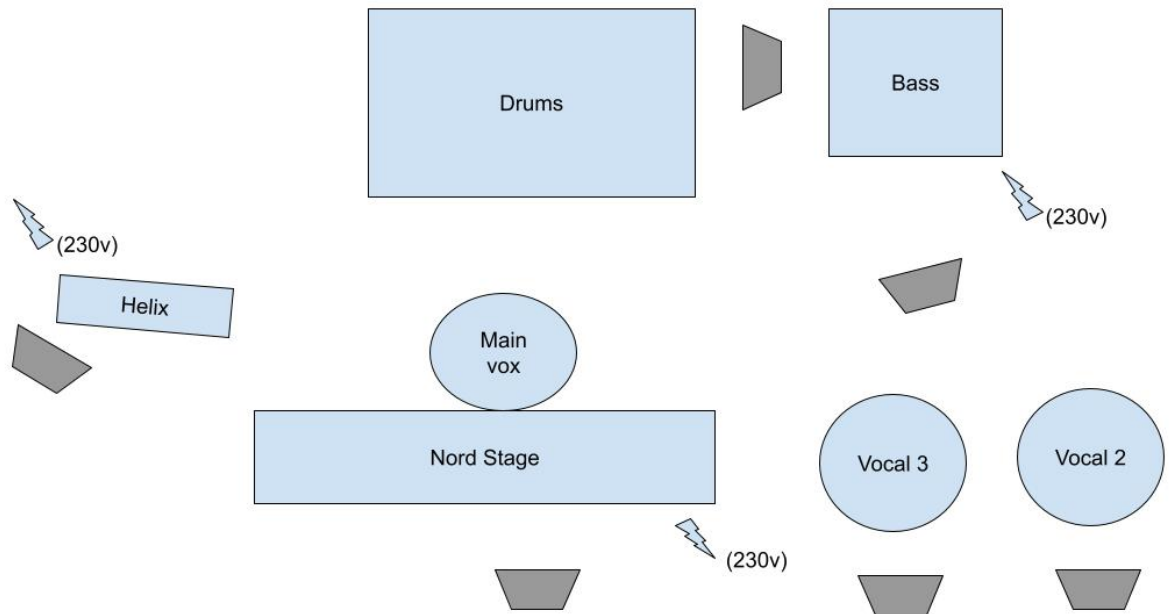 Drums
Bass
(230v)
(230v)
Helix
Main
vox
Nord Stage
Vocal 3
Vocal 2
(230v)